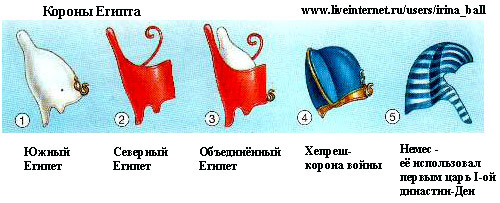 Короны Египта
www.liveinternet.ru/users/irina_ball
1
2
3
4
5
Южный
Египет
Северный
Египет
Объединённый
Египет
Хепреш-
корона войны
Немес -
её использовал
первым царь I-ой
династии-Ден